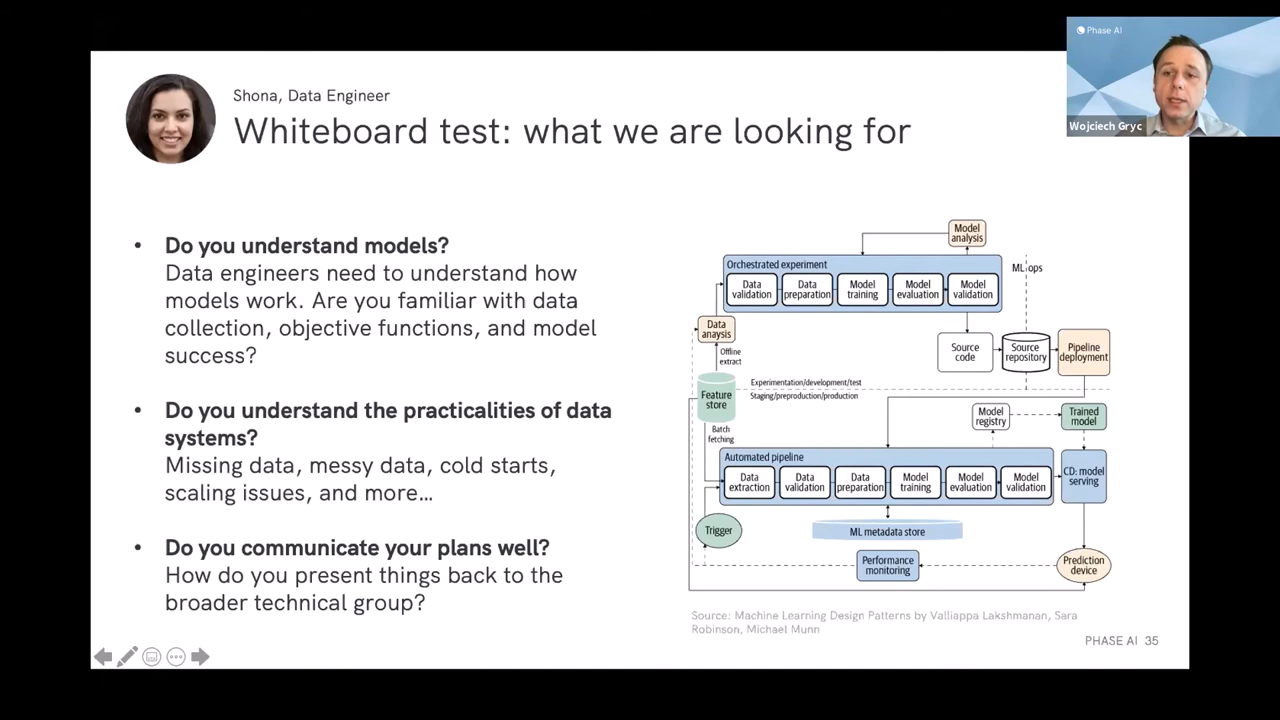 Phase AI
Wojciech Gryc
Shona, Data Engineer
Whiteboard test: what we are looking for
• Do you understand models?
Data engineers need to understand how
models work. Are you familiar with data
collection, objective functions, and model
success?
• Do you understand the practicalities of data
systems?
Missing data, messy data, cold starts,
scaling issues, and more…
• Do you communicate your plans well?
How do you present things back to the
broader technical group?
Model
analysis
Orchestrated experiment
ML ops
Data
validation
Data
preparation
Model
training
Model
evaluation
Model
validation
Data
anaysis
Offline
extract
Source
code
Source
repository
Pipeline
deployment
Feature
store
Experimentation/development/test
Staging/preproduction/production
Batch
fetching
Model
registry
Trained
model
Automated pipeline
Data
extraction
Data
validation
Data
preparation
Model
training
Model
evaluation
Model
validation
CD: model
serving
Trigger
ML metadata store
Performance
monitoring
Prediction
device
Source: Machine Learning Design Patterns by Valliappa Lakshmanan, Sara
Robinson, Michael Munn
PHASE AI 35